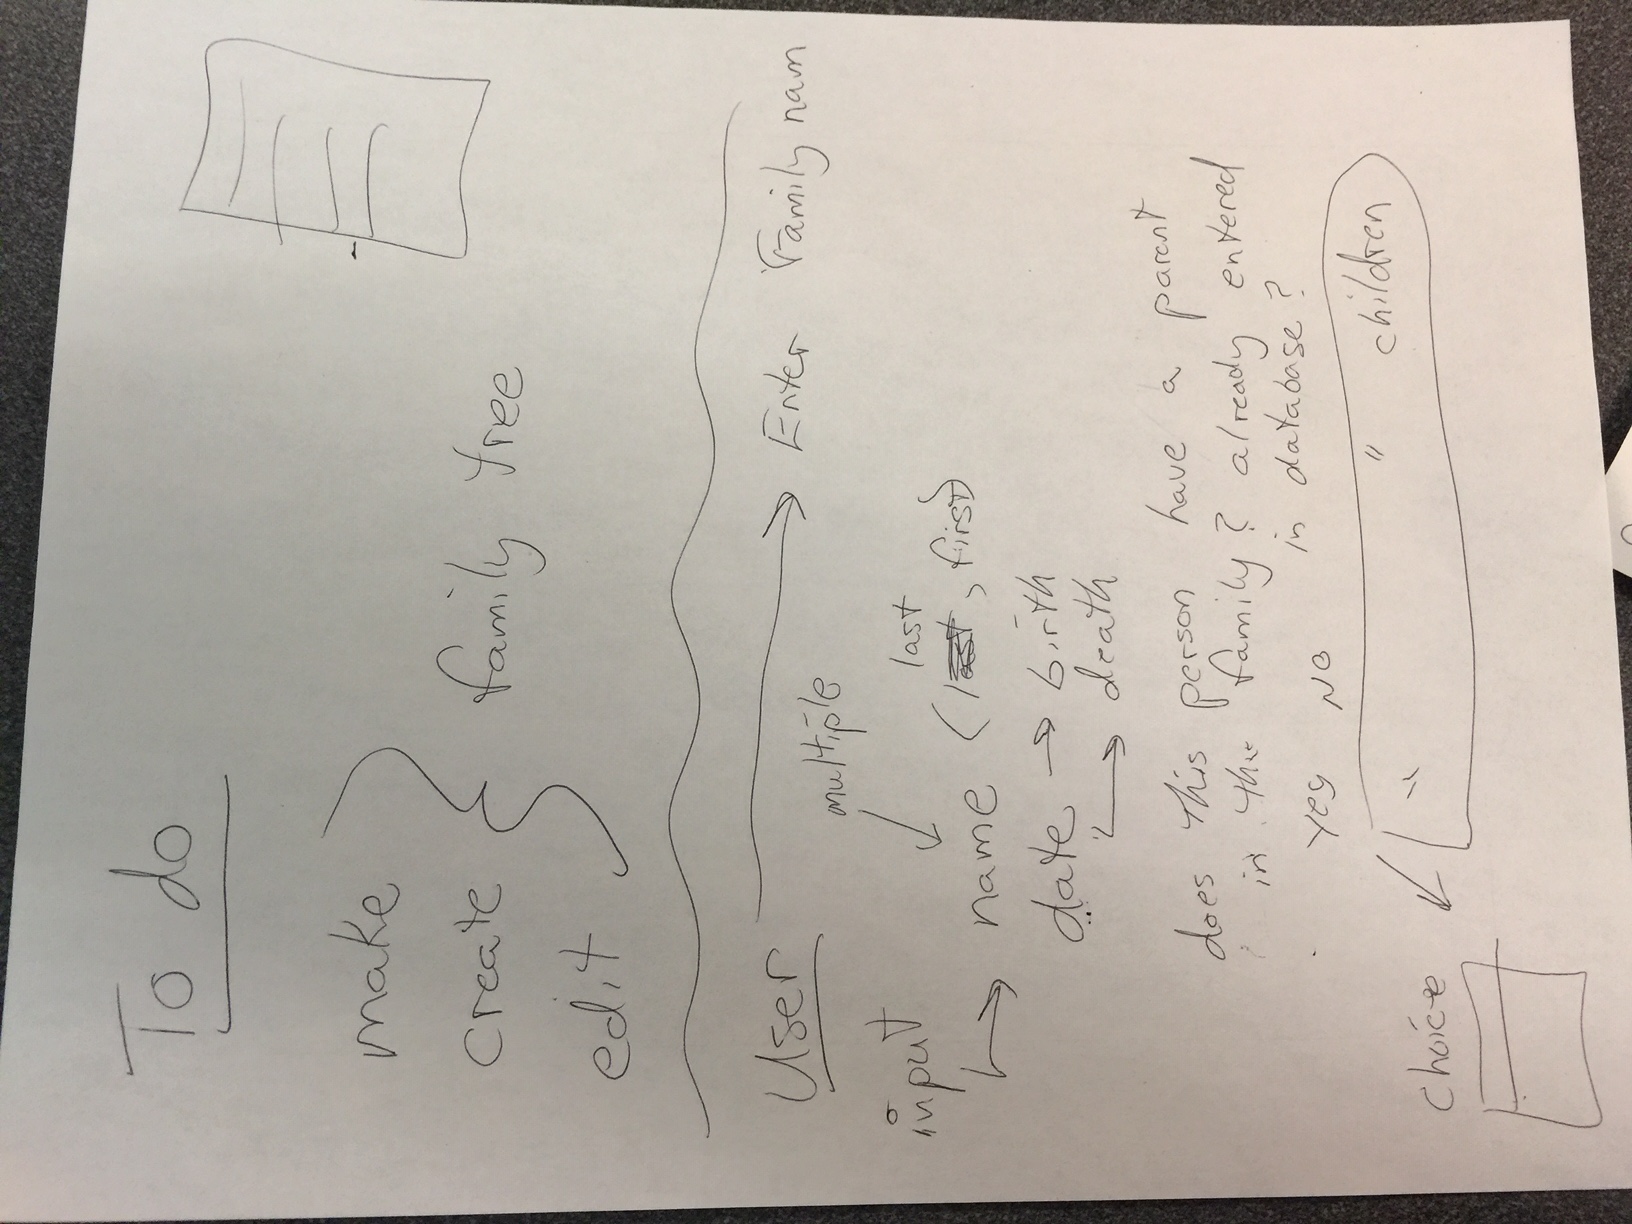 To do
make
create
edit
family tree
User
Enter Family nam
multiple
input
last
name (last, first)
date → birth
death
does this person have a parent
in the family? already entered
in database?
yes no
" " children
choice